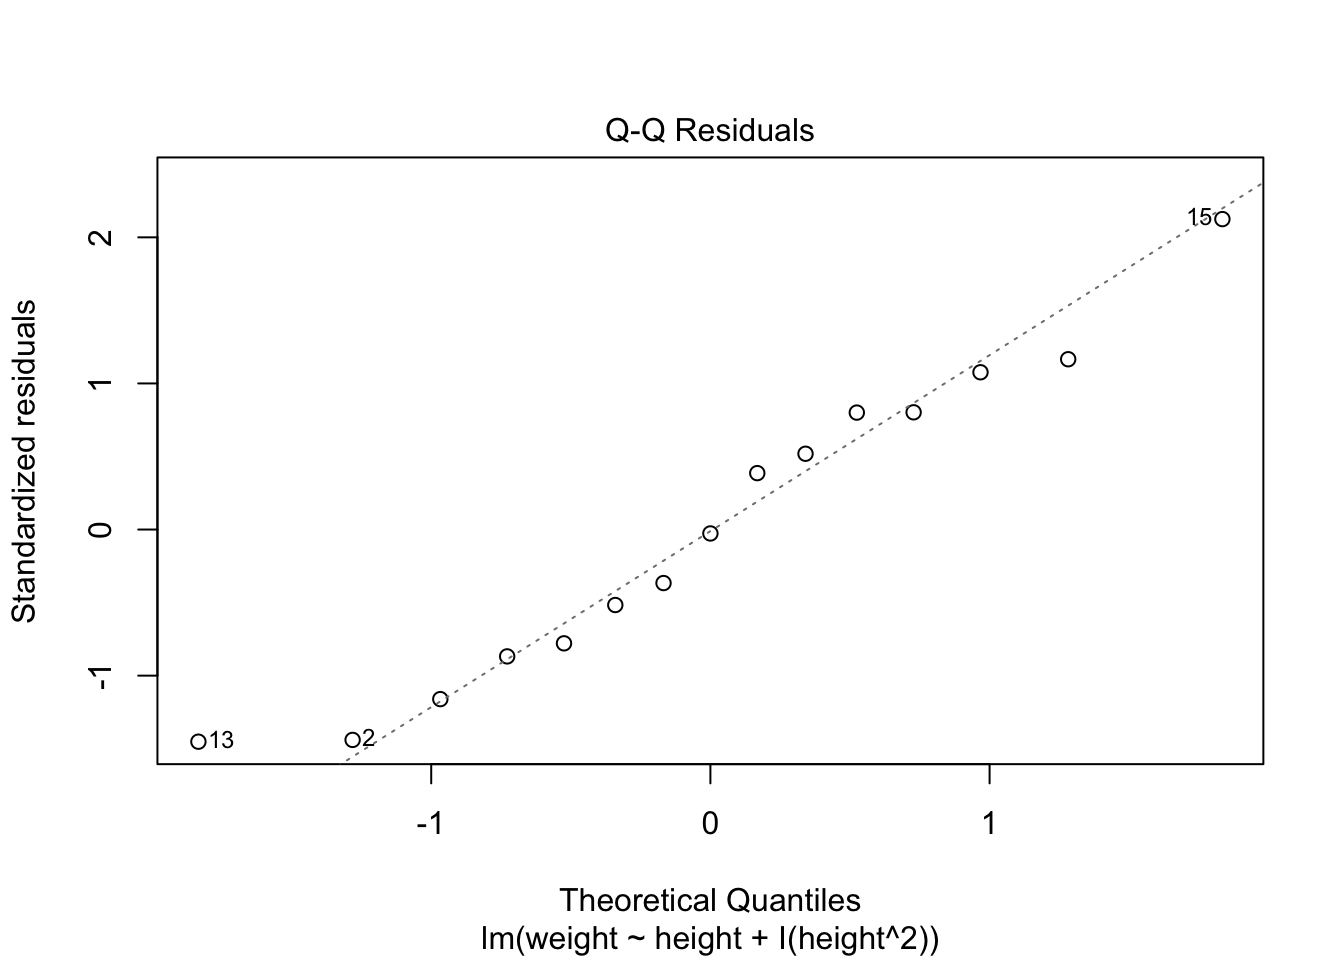 Q-Q Residuals
Standardized residuals
2
1
0
-1
15
13
2
-1
0
1
Theoretical Quantiles
lm(weight ~ height + I(height^2))